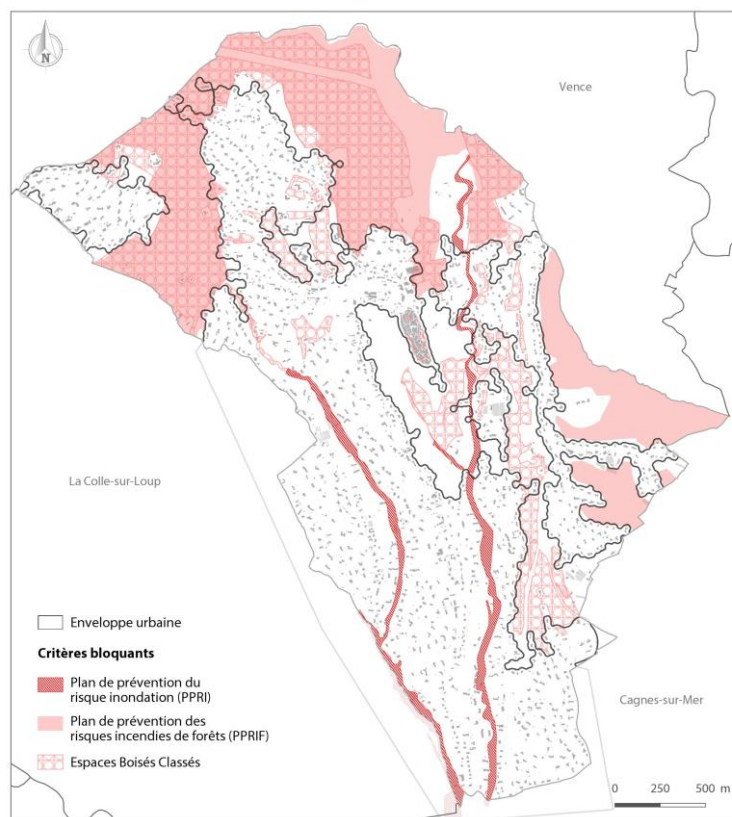 N
Vence
La Colle-sur-Loup
Enveloppe urbaine
Critères bloquants
Plan de prévention du
risque inondation (PPRI)
Plan de prévention des
risques incendies de forêts (PPRIF)
Espaces Boisés Classés
Cagnes-sur-Mer
0 250 500 m